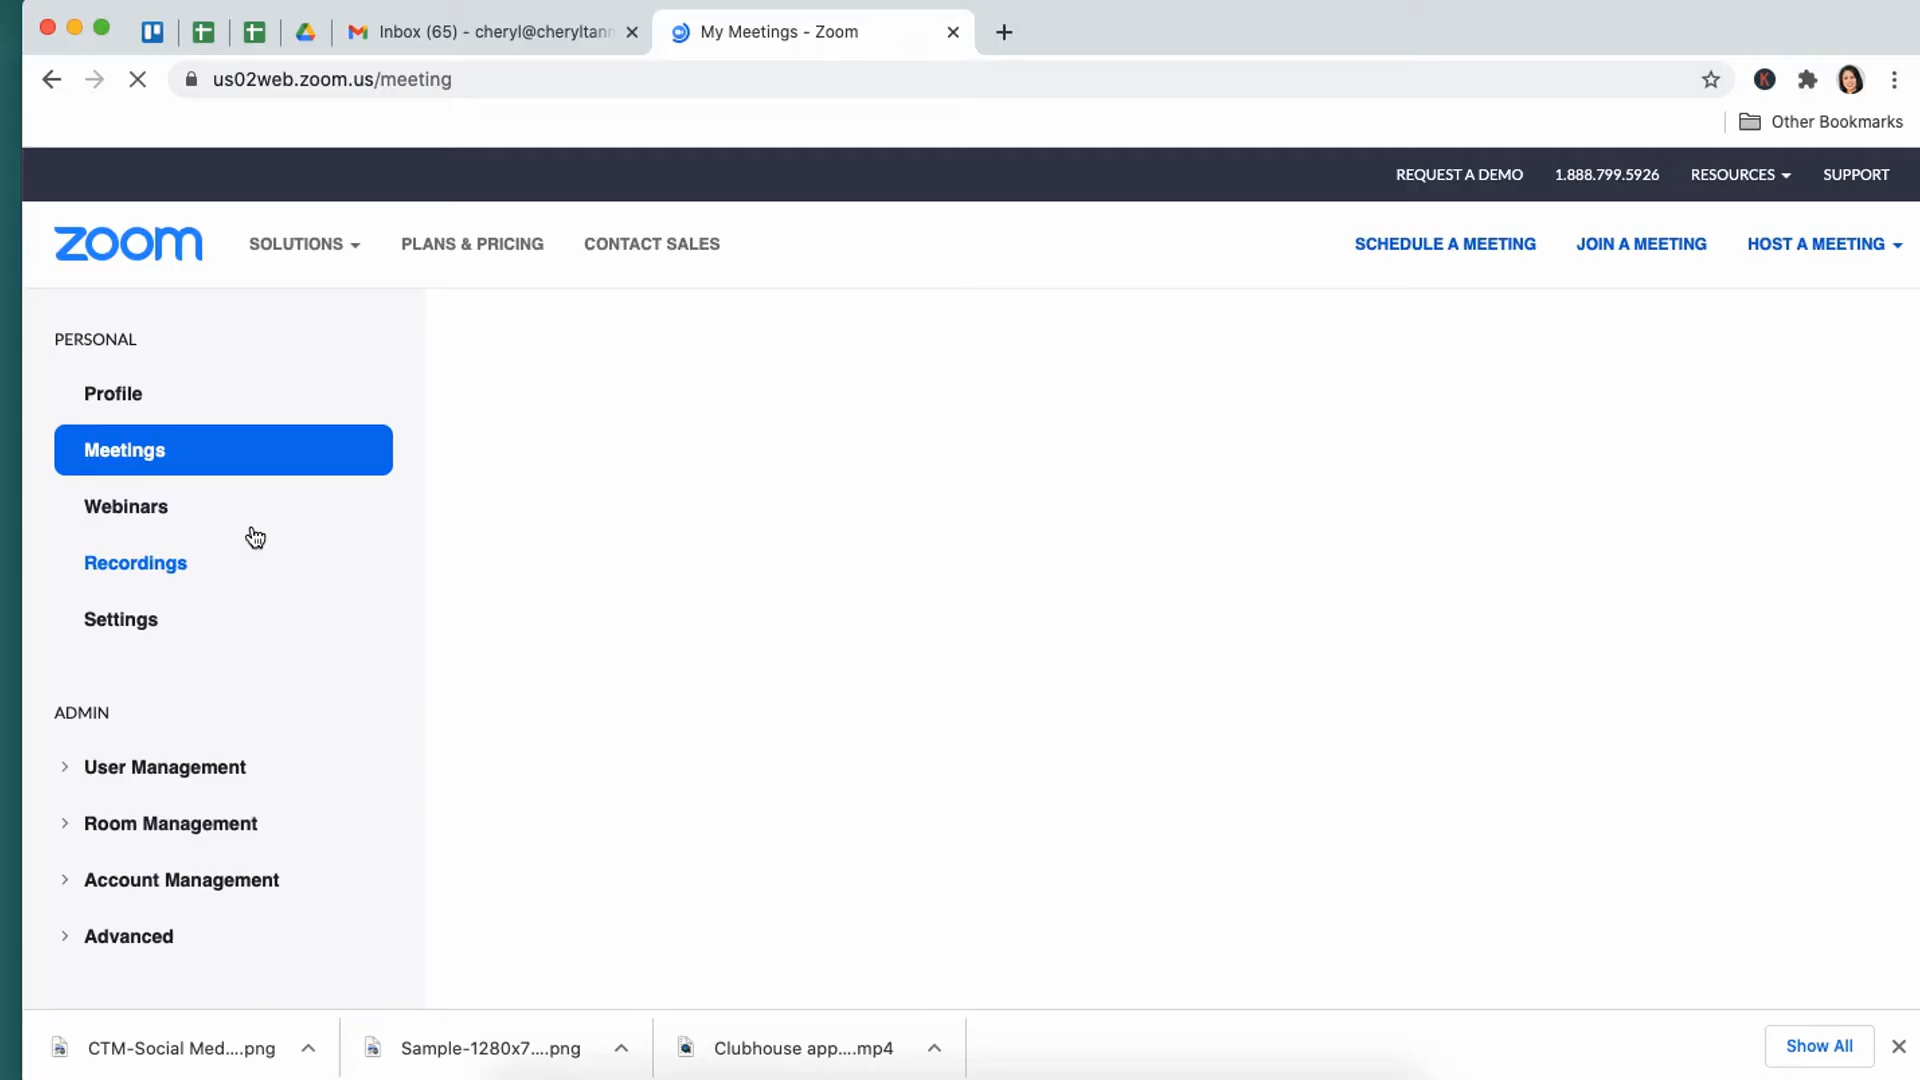 Inbox (65) - cheryl@cheryltann
My Meetings - Zoom
us02web.zoom.us/meeting
K
Other Bookmarks
REQUEST A DEMO 1.888.799.5926 RESOURCES SUPPORT
zoom SOLUTIONS PLANS & PRICING CONTACT SALES SCHEDULE A MEETING JOIN A MEETING HOST A MEETING
PERSONAL
Profile
Meetings
Webinars
Recordings
Settings
ADMIN
User Management
Room Management
Account Management
Advanced
CTM-Social Med....png
Sample-1280x7....png
Clubhouse app....mp4
Show All